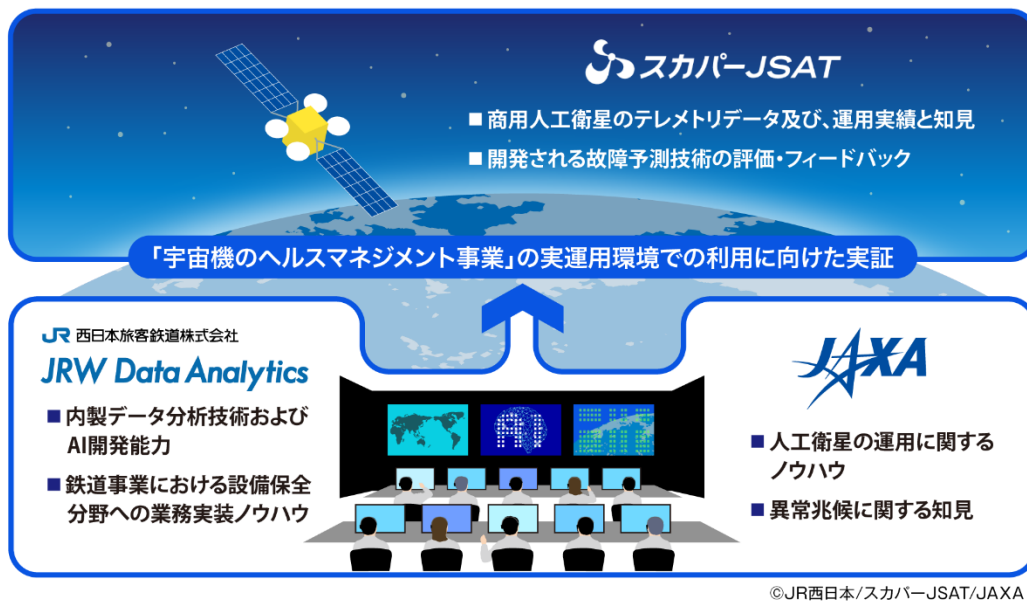 スカパーJSAT
■ 商用人工衛星のテレメトリデータ及び、運用実績と知見
■ 開発される故障予測技術の評価・フィードバック
「宇宙機のヘルスマネジメント事業」の実運用環境での利用に向けた実証
JR 西日本旅客鉄道株式会社
JRW Data Analytics
■ 内製データ分析技術および
AI開発能力
■ 鉄道事業における設備保全
分野への業務実装ノウハウ
AI
JAXA
■ 人工衛星の運用に関する
ノウハウ
■ 異常兆候に関する知見
©JR西日本/スカパーJSAT/JAXA